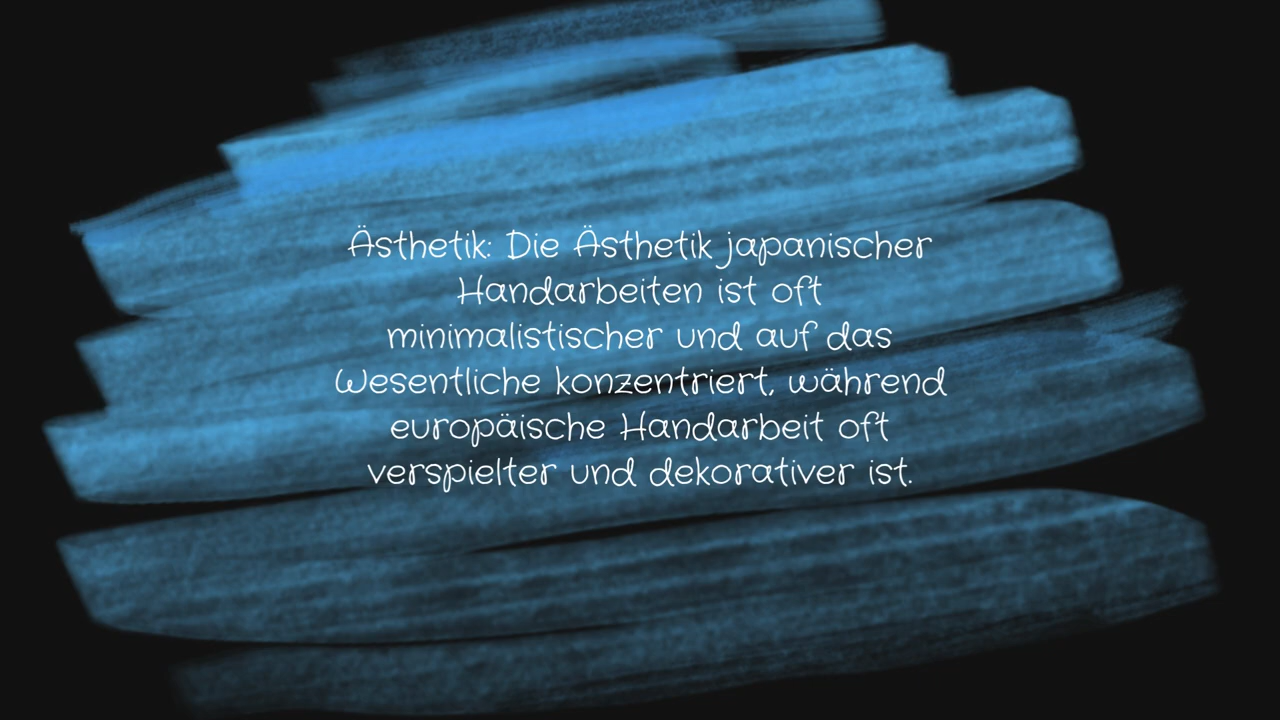 Ästhetik: Die Ästhetik japanischer
Handarbeiten ist oft
minimalistischer und auf das
Wesentliche konzentriert, während
europäische Handarbeit oft
verspielter und dekorativer ist.